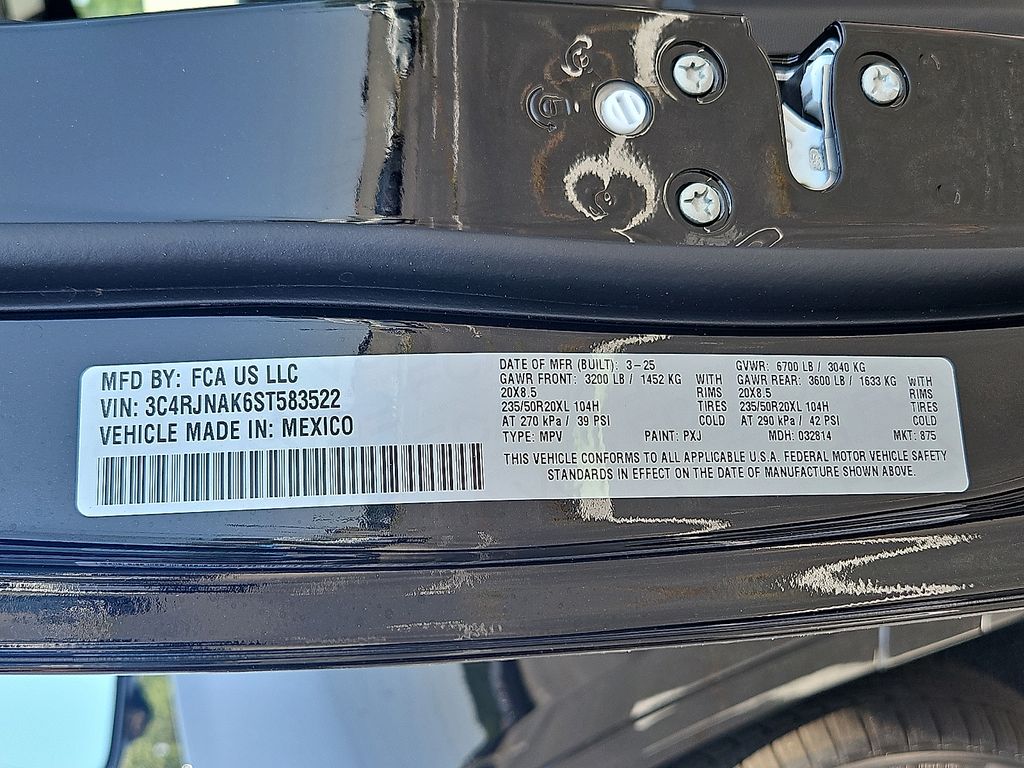 MFD BY: FCA US LLC
VIN: 3C4RJNAK6ST583522
VEHICLE MADE IN: MEXICO
DATE OF MFR (BUILT): 3-25 GVWR: 6700 LB / 3040 KG
GAWR FRONT: 3200 LB / 1452 KG WITH GAWR REAR: 3600 LB / 1633 KG WITH
20X8.5 RIMS 20X8.5 RIMS
235/50R20XL 104H TIRES 235/50R20XL 104H TIRES
AT 270 kPa / 39 PSI COLD AT 290 kPa / 42 PSI COLD
TYPE: MPV PAINT: PXJ MDH: 032814 MKT: 875
THIS VEHICLE CONFORMS TO ALL APPLICABLE U.S.A. FEDERAL MOTOR VEHICLE SAFETY
STANDARDS IN EFFECT ON THE DATE OF MANUFACTURE SHOWN ABOVE.